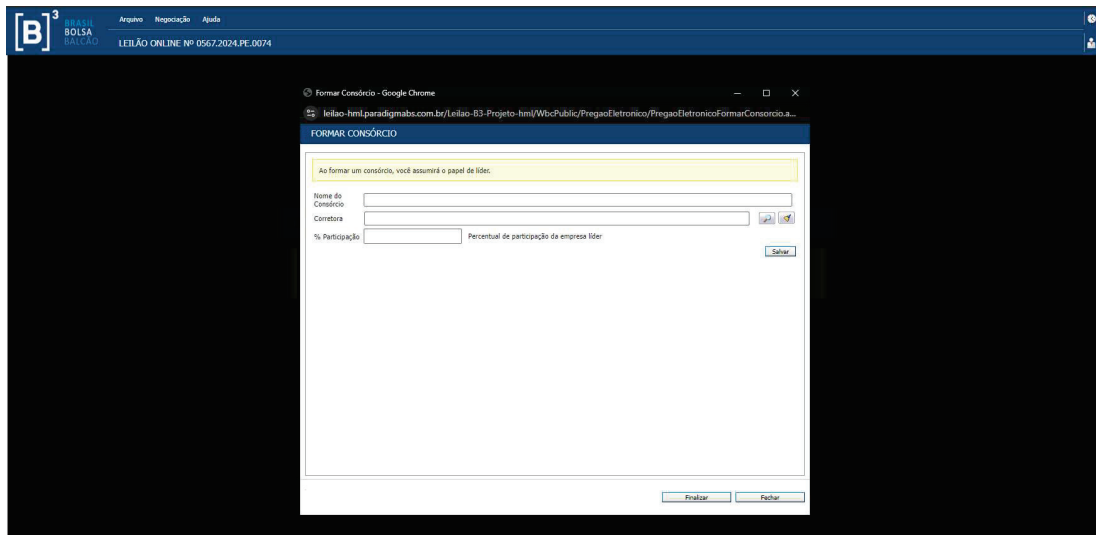 [B]³
BRASIL
BOLSA
BALCÃO
Arquivo Negociação Ajuda
LEILÃO ONLINE Nº 0567.2024.PE.0074
Formar Consórcio - Google Chrome
leilao-hml.paradigmabs.com.br/Leilao-B3-Projeto-hml/WbcPublic/PregaoEletronico/PregaoEletronicoFormarConsorcio.a...
FORMAR CONSÓRCIO
Ao formar um consórcio, você assumirá o papel de líder.
Nome do
Consórcio
Corretora
% Participação
Percentual de participação da empresa líder
Salvar
Finalizar Fechar